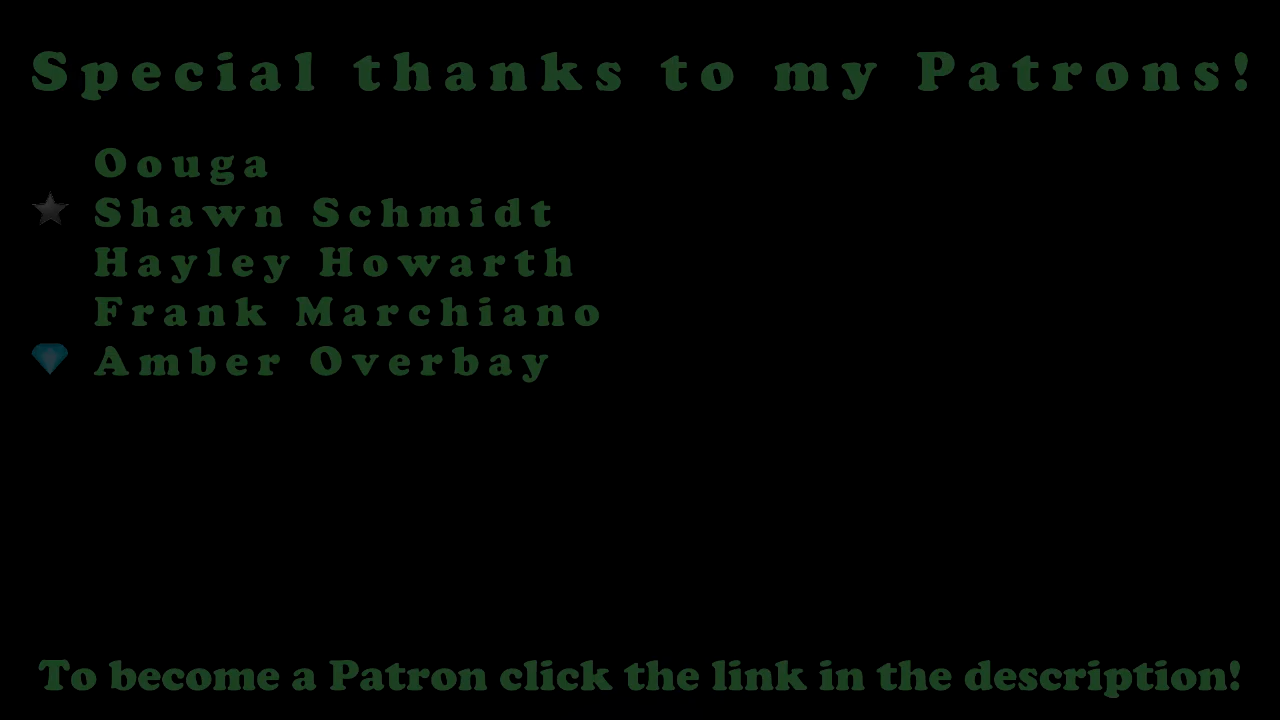 Special thanks to my Patrons!
Oouga
Shawn Schmidt
Hayley Howarth
Frank Marchiano
Amber Overbay
To become a Patron click the link in the description!